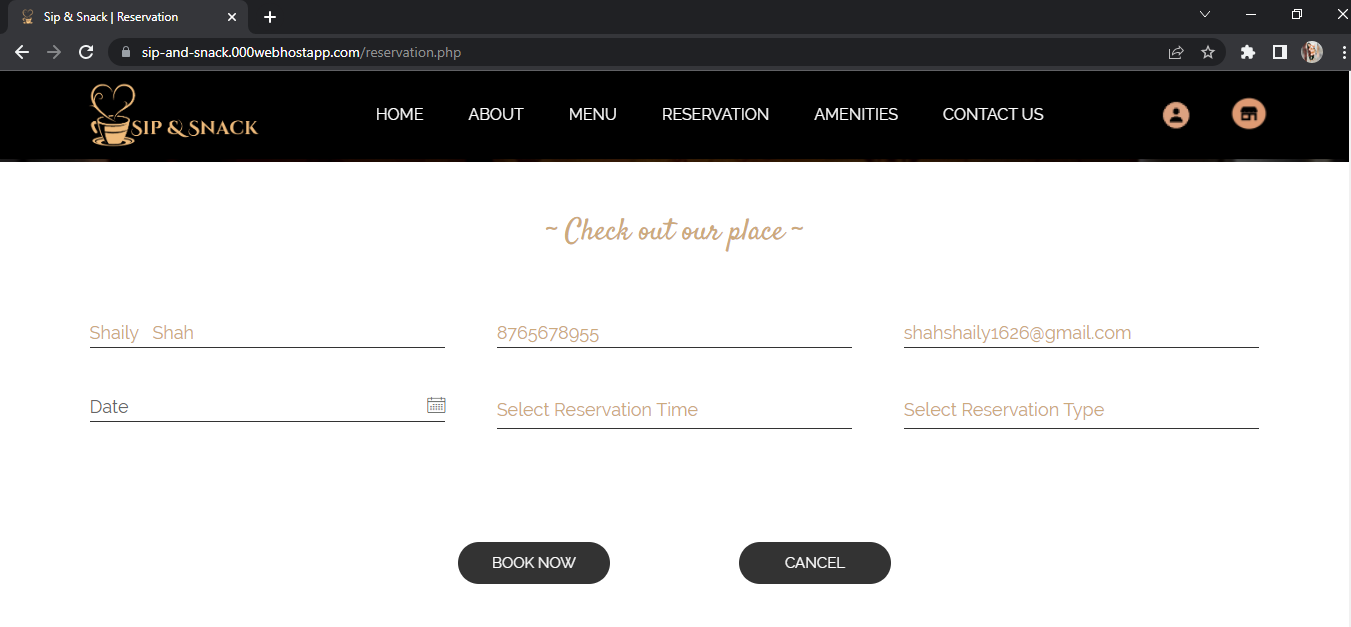 Sip & Snack | Reservation
sip-and-snack.000webhostapp.com/reservation.php
SIP & SNACK
HOME ABOUT MENU RESERVATION AMENITIES CONTACT US
~ Check out our place ~
Shaily Shah 8765678955 shahshaily1626@gmail.com
Date Select Reservation Time Select Reservation Type
BOOK NOW CANCEL